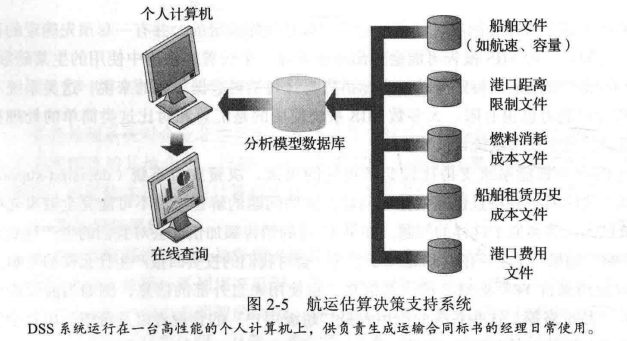 个人计算机
船舶文件
（如航速、容量）
港口距离
限制文件
分析模型数据库
燃料消耗
成本文件
在线查询
船舶租赁历史
成本文件
港口费用
文件
图 2-5 航运估算决策支持系统
DSS 系统运行在一台高性能的个人计算机上，供负责生成运输合同标书的经理日常使用。